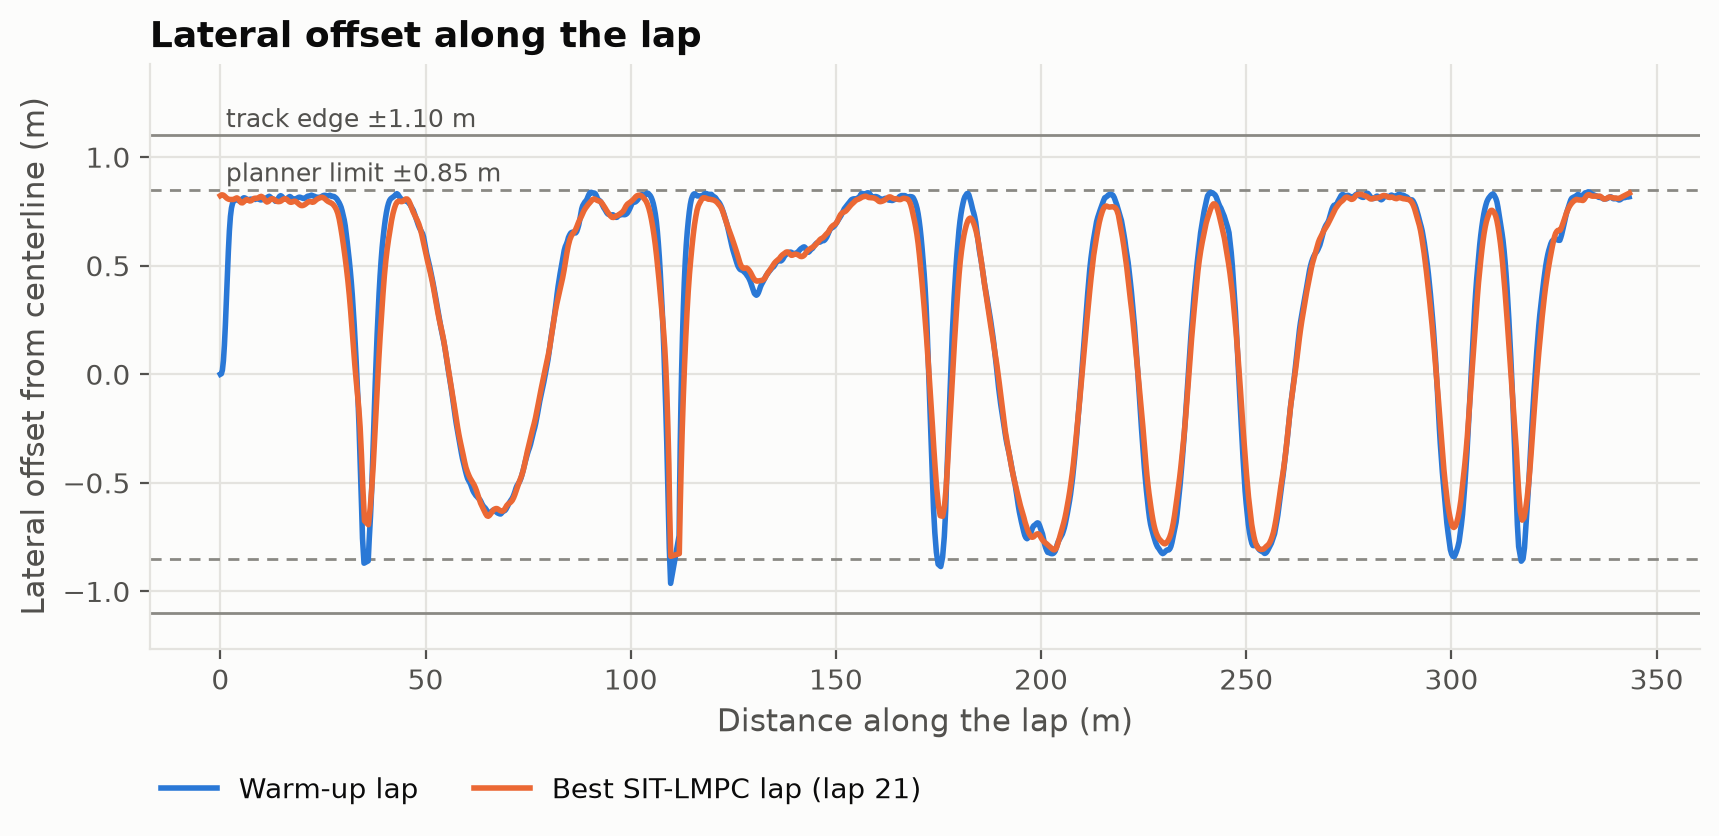 Lateral offset along the lap
track edge ±1.10 m
planner limit ±0.85 m
Lateral offset from centerline (m)
1.0
0.5
0.0
−0.5
−1.0
0 50 100 150 200 250 300 350
Distance along the lap (m)
Warm-up lap Best SIT-LMPC lap (lap 21)